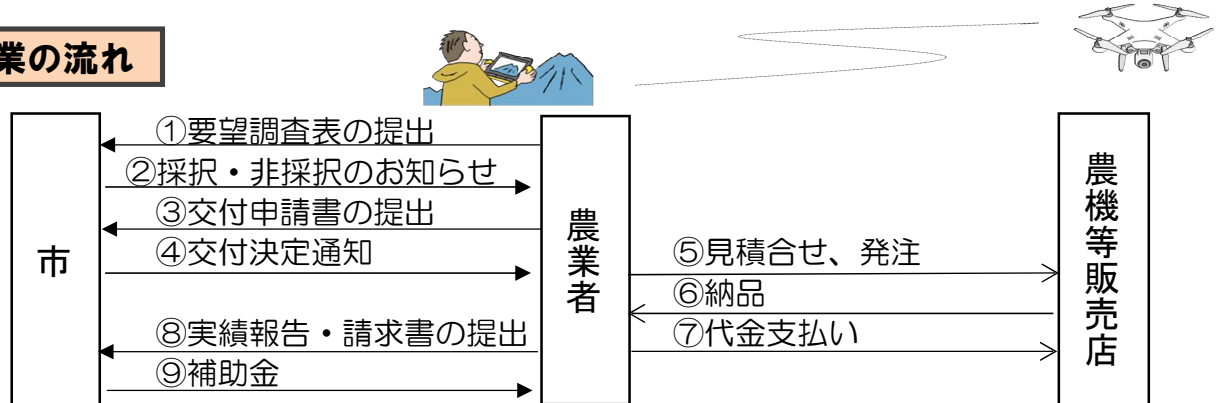 業の流れ
市
①要望調査表の提出
②採択・非採択のお知らせ
③交付申請書の提出
④交付決定通知
⑧実績報告・請求書の提出
⑨補助金
農業者
⑤見積合せ、発注
⑥納品
⑦代金支払い
農機等販売店